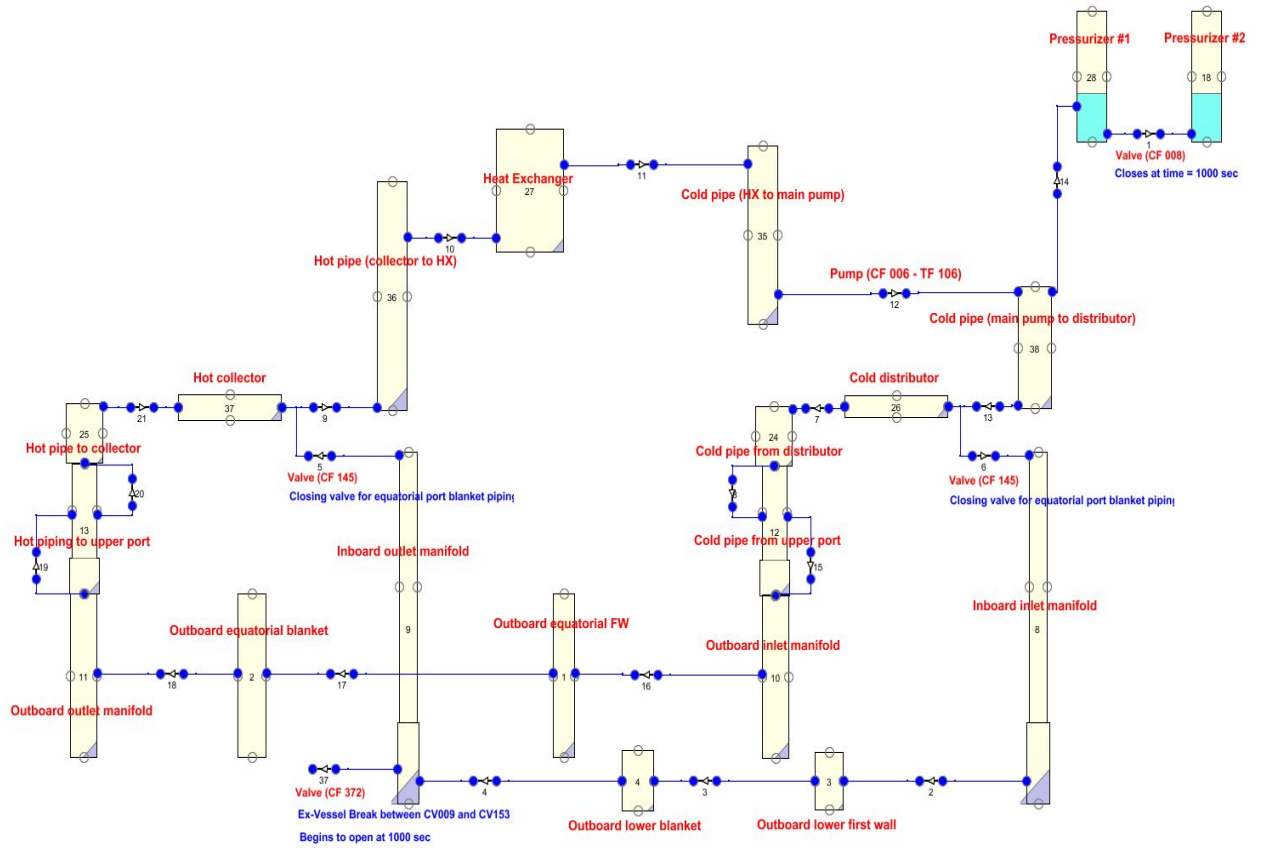 Pressurizer #1
Pressurizer #2
28
18
1
Valve (CF 008)
Closes at time = 1000 sec
14
Heat Exchanger
27
11
Cold pipe (HX to main pump)
35
10
Hot pipe (collector to HX)
36
Pump (CF 006 - TF 106)
12
Cold pipe (main pump to distributor)
38
Hot collector
37
21
9
Cold distributor
26
7
13
25
Hot pipe to collector
5
Valve (CF 145)
Closing valve for equatorial port blanket piping
24
Cold pipe from distributor
6
Valve (CF 145)
Closing valve for equatorial port blanket piping
20
13
Hot piping to upper port
19
Inboard outlet manifold
8
12
Cold pipe from upper port
15
Inboard inlet manifold
8
Outboard equatorial blanket
9
Outboard equatorial FW
Outboard inlet manifold
11
18
2
17
1
16
10
Outboard outlet manifold
37
Valve (CF 372)
4
4
3
3
2
Ex-Vessel Break between CV009 and CV153
Begins to open at 1000 sec
Outboard lower blanket
Outboard lower first wall